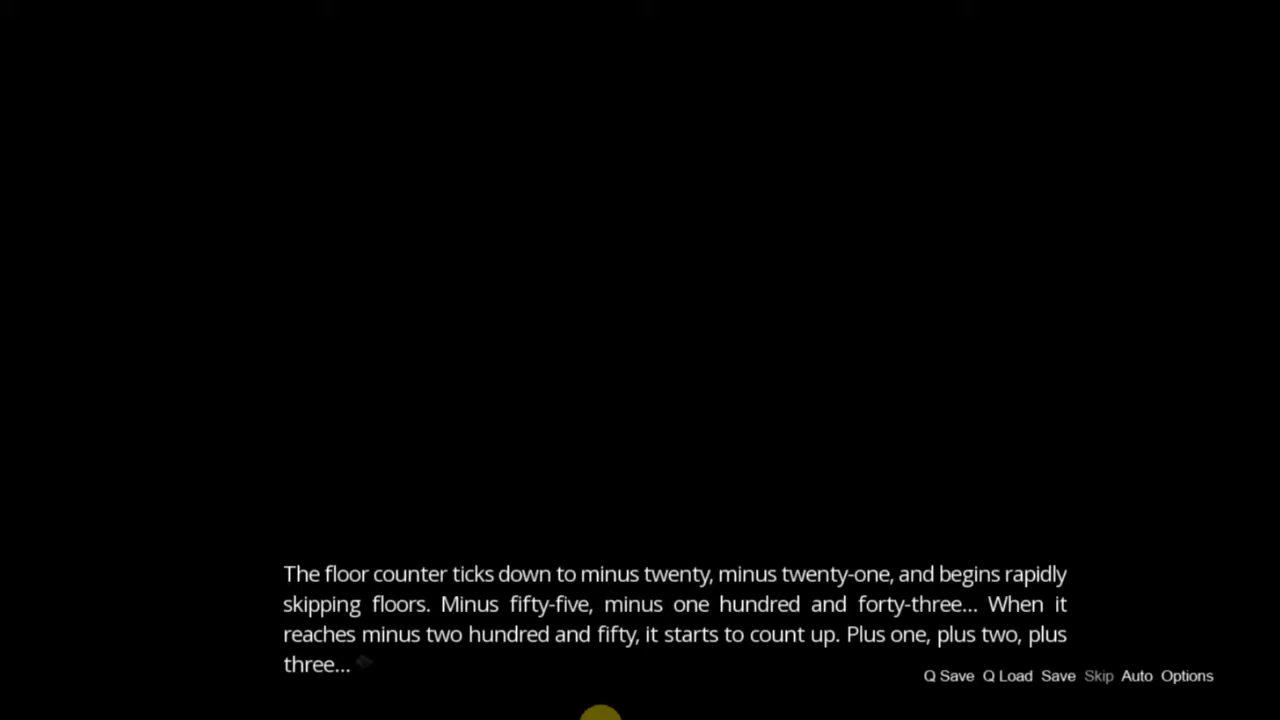 The floor counter ticks down to minus twenty, minus twenty-one, and begins rapidly
skipping floors. Minus fifty-five, minus one hundred and forty-three... When it
reaches minus two hundred and fifty, it starts to count up. Plus one, plus two, plus
three...
Q Save Q Load Save Skip Auto Options